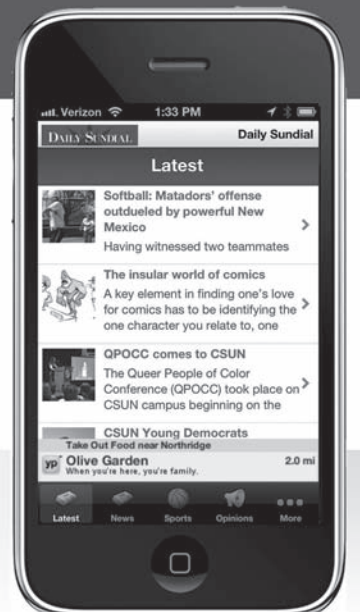 Verizon 1:33 PM
DAILY SUNDIAL
Daily Sundial
Latest
Softball: Matadors' offense
outdueled by powerful New
Mexico
Having witnessed two teammates
The insular world of comics
A key element in finding one's love
for comics has to be identifying the
one character you relate to, one
QPOCC comes to CSUN
The Queer People of Color
Conference (QPOCC) took place on
CSUN campus beginning on the
CSUN Young Democrats
Take Out Food near Northridge
yp Olive Garden 2.0 mi
When you're here, you're family.
Latest News Sports Opinions More